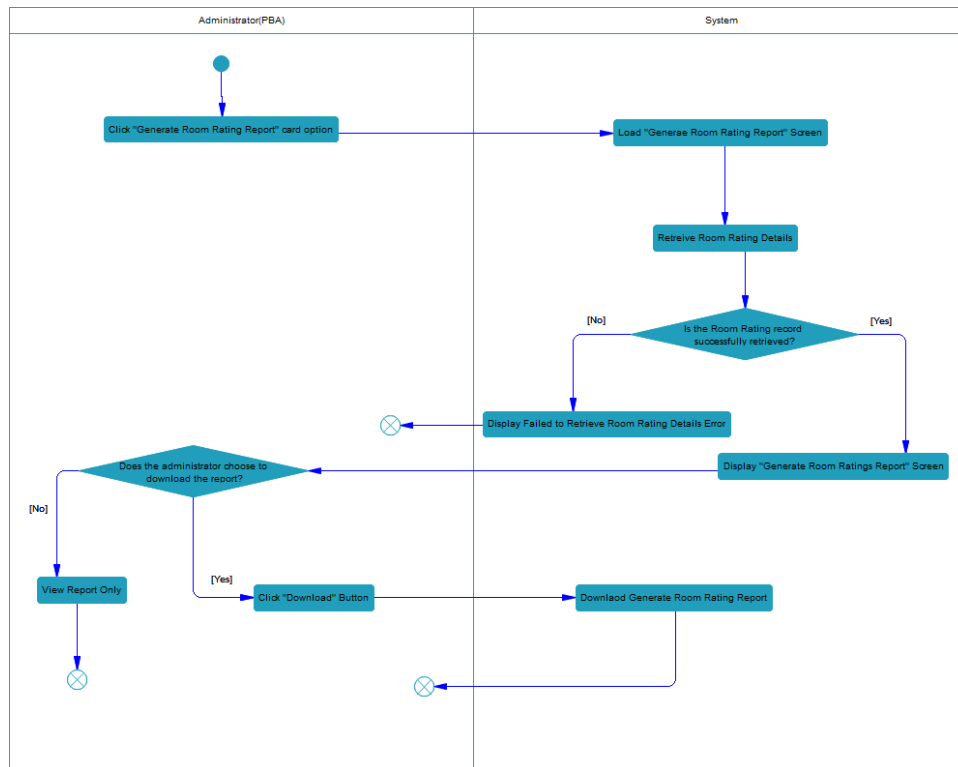 Administrator(PBA)
System
Click "Generate Room Rating Report" card option
Load "Generae Room Rating Report" Screen
Retreive Room Rating Details
Is the Room Rating record
successfully retrieved?
[No]
[Yes]
Display Failed to Retrieve Room Rating Details Error
Display "Generate Room Ratings Report" Screen
Does the administrator choose to
download the report?
[No]
[Yes]
View Report Only
Click "Download" Button
Downlaod Generate Room Rating Report